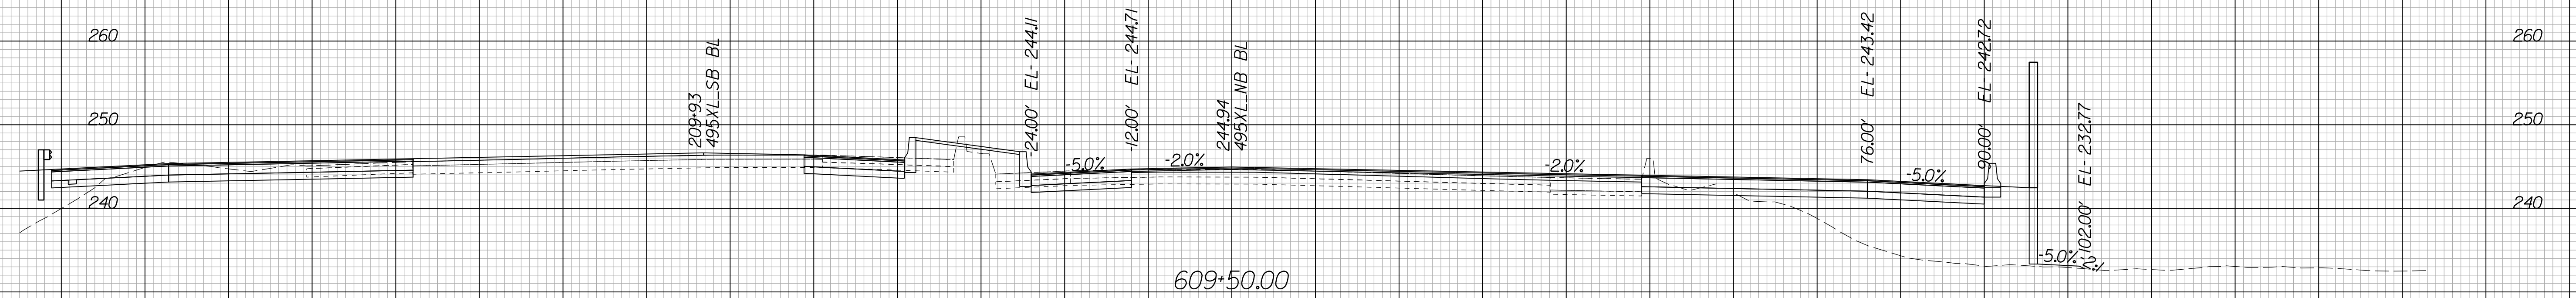 260
250
240
209+93
495XL_SB BL
-24.00' EL- 244.11
-12.00' EL- 244.71
244.94
495XL_NB BL
76.00' EL- 243.42
90.00' EL- 242.72
102.00' EL- 232.77
-5.0%
-2.0%
-2.0%
-5.0%
-5.0%
609+50.00
260
250
240